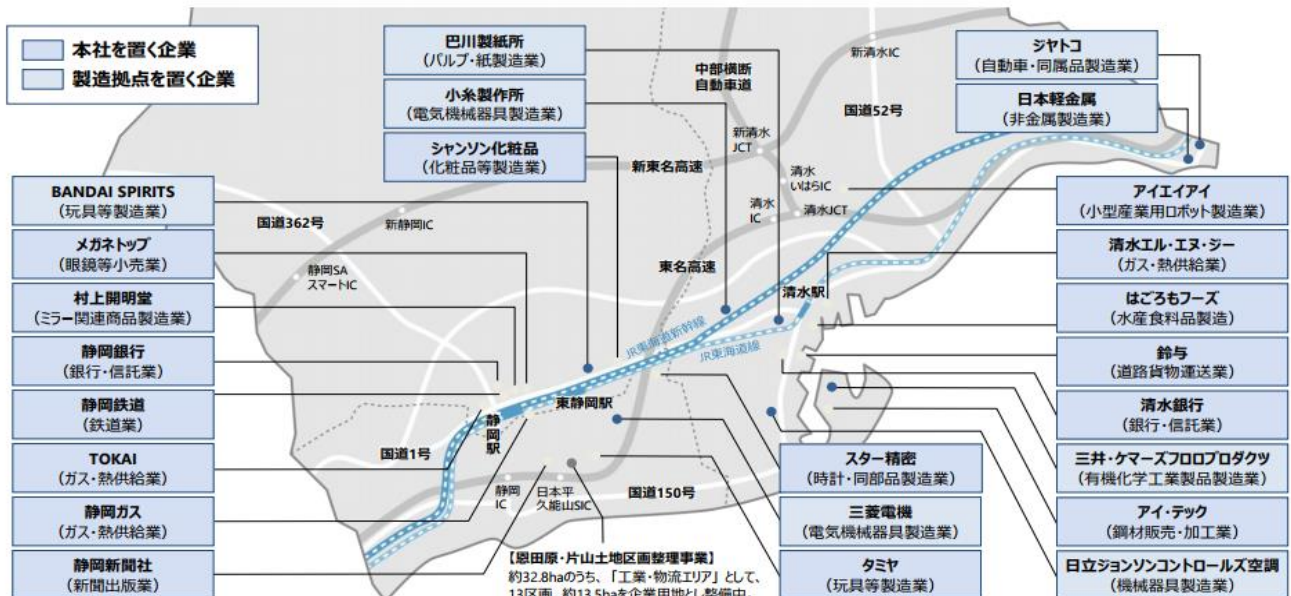 本社を置く企業
製造拠点を置く企業
巴川製紙所
(パルプ・紙製造業)
小糸製作所
(電気機械器具製造業)
シャンソン化粧品
(化粧品等製造業)
ジヤトコ
(自動車・同属品製造業)
日本軽金属
(非金属製造業)
新清水IC
中部横断
自動車道
国道52号
新清水
JCT
新東名高速
清水
いはらIC
清水
IC
清水JCT
国道362号
新静岡IC
静岡SA
スマートIC
東名高速
清水駅
JR東海道新幹線
JR東海道線
東静岡駅
静岡駅
国道1号
静岡
IC
日本平
久能山SIC
国道150号
BANDAI SPIRITS
(玩具等製造業)
メガネトップ
(眼鏡等小売業)
村上開明堂
(ミラー関連商品製造業)
静岡銀行
(銀行・信託業)
静岡鉄道
(鉄道業)
TOKAI
(ガス・熱供給業)
静岡ガス
(ガス・熱供給業)
静岡新聞社
(新聞出版業)
アイエイアイ
(小型産業用ロボット製造業)
清水エル・エヌ・ジー
(ガス・熱供給業)
はごろもフーズ
(水産食料品製造)
鈴与
(道路貨物運送業)
清水銀行
(銀行・信託業)
三井・ケマーズフロロプロダクツ
(有機化学工業製品製造業)
アイ・テック
(鋼材販売・加工業)
日立ジョンソンコントロールズ空調
(機械器具製造業)
スター精密
(時計・同部品製造業)
三菱電機
(電気機械器具製造業)
タミヤ
(玩具等製造業)
【恩田原・片山土地区画整理事業】
約32.8haのうち、「工業・物流エリア」として、
13区画、約13.5haを企業用地とし整備中。